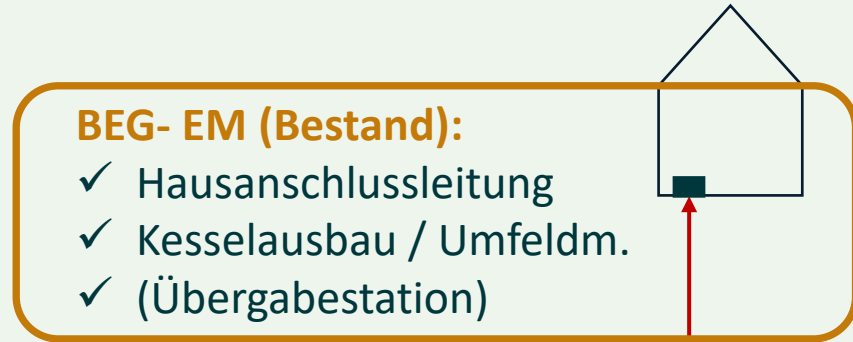 BEG- EM (Bestand):
✓ Hausanschlussleitung
✓ Kesselausbau / Umfeldm.
✓ (Übergabestation)